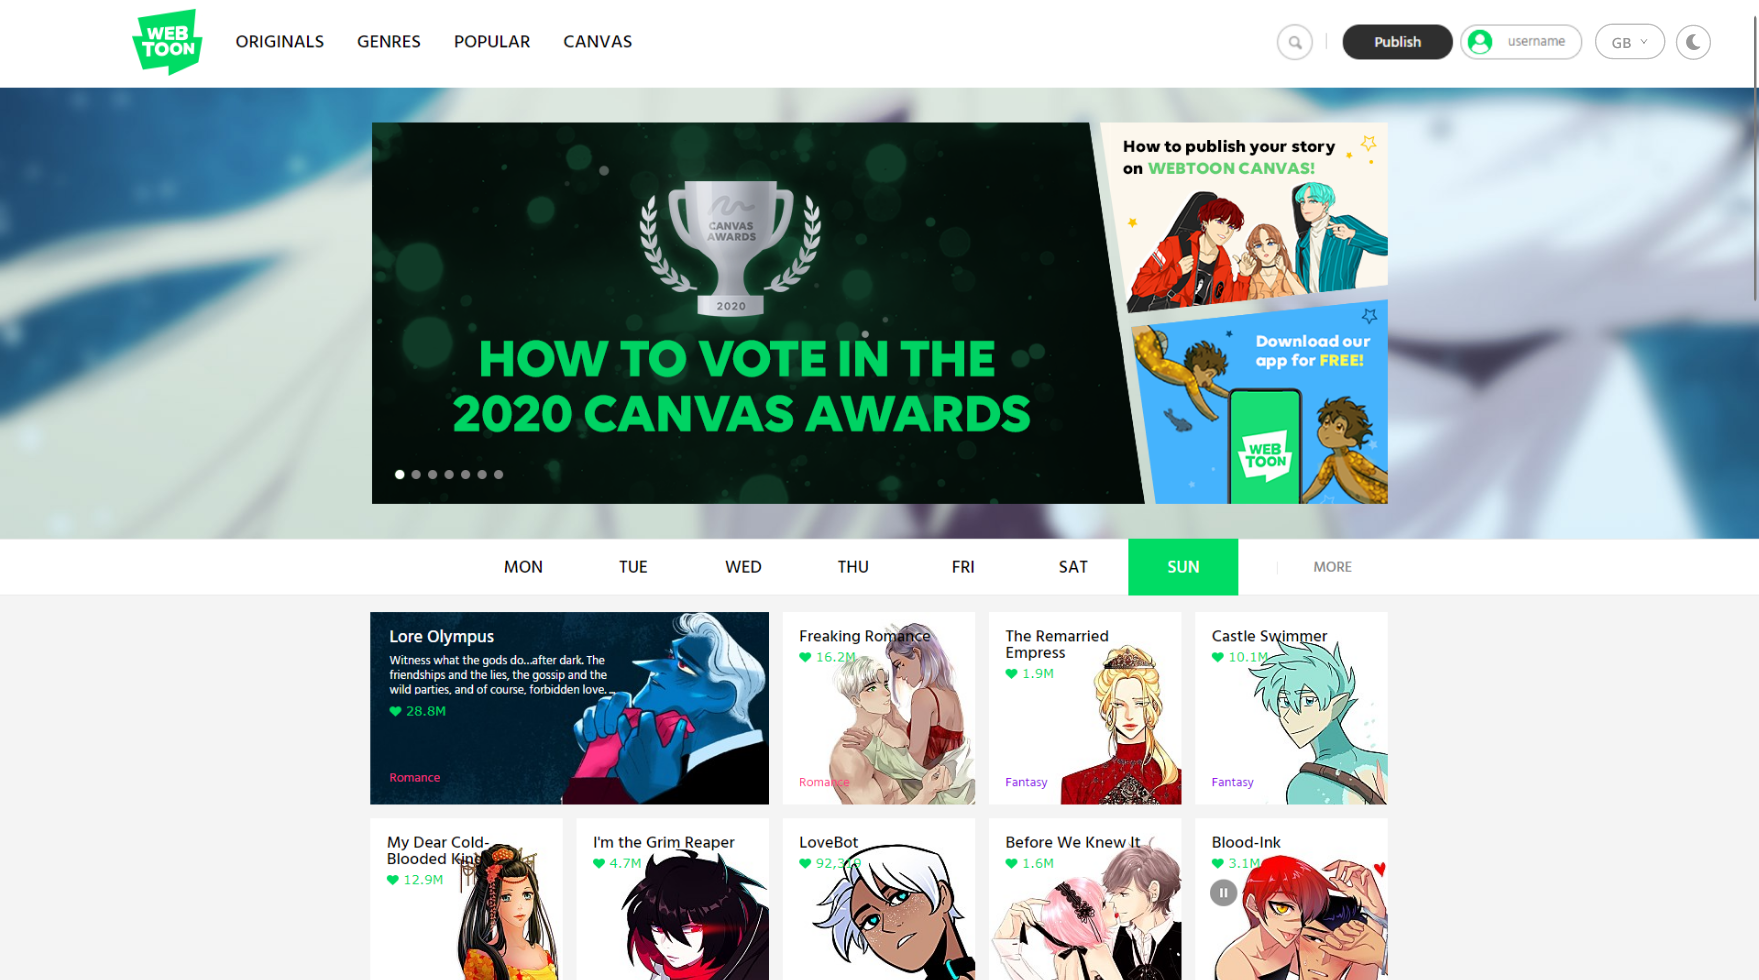 WEB
TOON
ORIGINALS GENRES POPULAR CANVAS
Publish
username
GB
CANVAS
AWARDS
2020
HOW TO VOTE IN THE
2020 CANVAS AWARDS
How to publish your story
on WEBTOON CANVAS!
Download our
app for FREE!
WEB
TOON
MON TUE WED THU FRI SAT SUN MORE
Lore Olympus
Witness what the gods do...after dark. The
friendships and the lies, the gossip and the
wild parties, and of course, forbidden love. ...
28.8M
Romance
Freaking Romance
16.2M
Romance
The Remarried
Empress
1.9M
Fantasy
Castle Swimmer
10.1M
Fantasy
My Dear Cold-
Blooded King
12.9M
I'm the Grim Reaper
4.7M
LoveBot
92,319
Before We Knew It
1.6M
Blood-Ink
3.1M